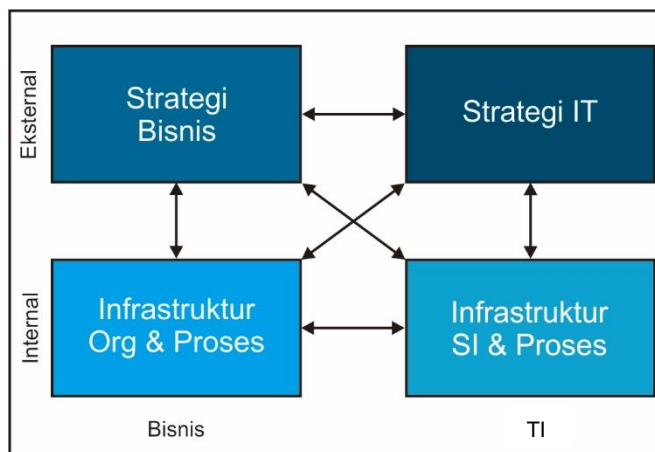 Eksternal
Strategi
Bisnis
Strategi IT
Internal
Infrastruktur
Org & Proses
Infrastruktur
SI & Proses
Bisnis
TI